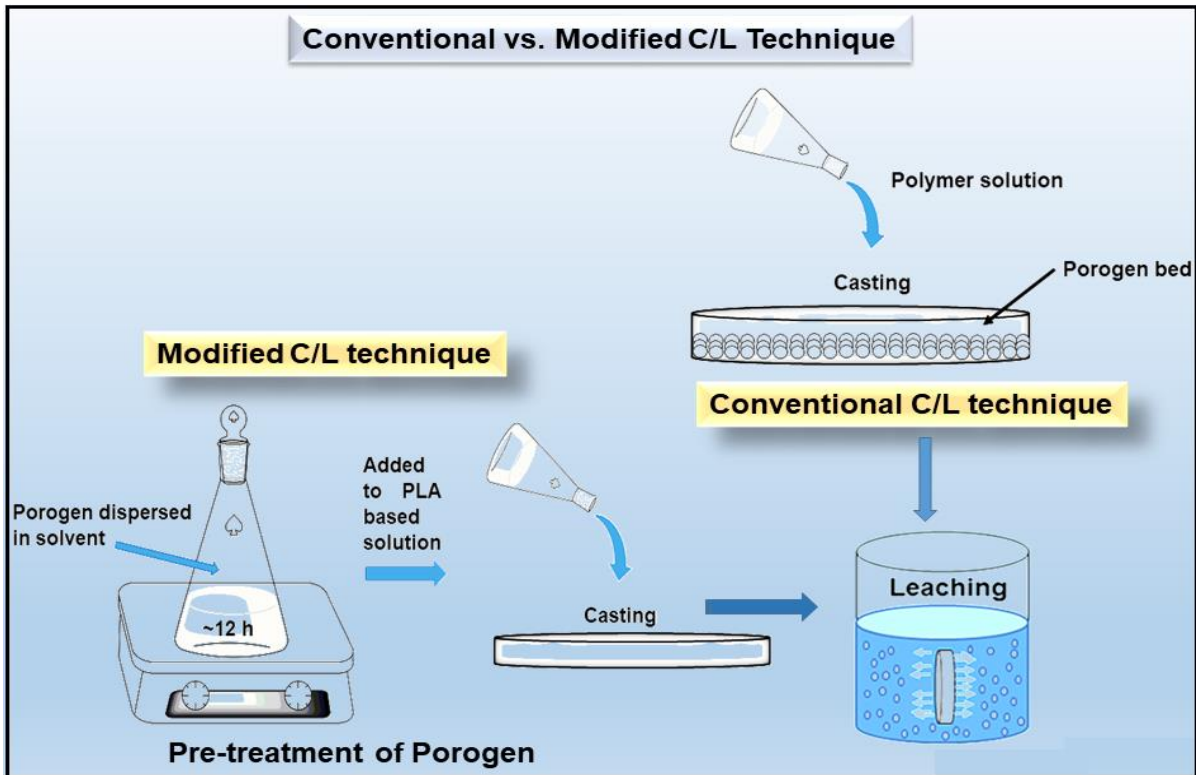 Conventional vs. Modified C/L Technique
Polymer solution
Casting
Porogen bed
Modified C/L technique
Conventional C/L technique
Porogen dispersed
in solvent
~12 h
Added
to PLA
based
solution
Casting
Leaching
Pre-treatment of Porogen